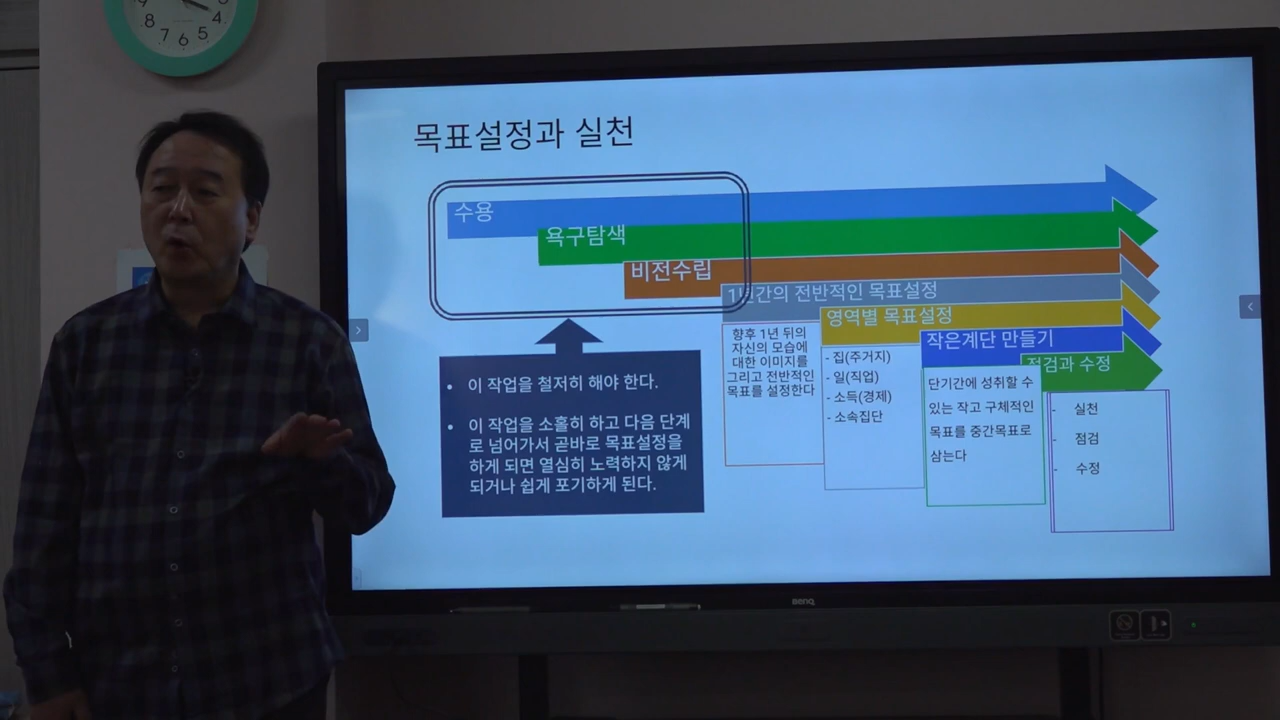 8 7 6 5 4
목표설정과 실천
수용
욕구탐색
비전수립
1년간의 전반적인 목표설정
영역별 목표설정
작은계단 만들기
점검과 수정
• 이 작업을 철저히 해야 한다.
• 이 작업을 소홀히 하고 다음 단계
로 넘어가서 곧바로 목표설정을
하게 되면 열심히 노력하지 않게
되거나 쉽게 포기하게 된다.
향후 1년 뒤의
자신의 모습에
대한 이미지를
그리고 전반적인
목표를 설정한다
- 집(주거지)
- 일(직업)
- 소득(경제)
- 소속집단
단기간에 성취할 수
있는 작고 구체적인
목표를 중간목표로
삼는다
- 실천
- 점검
- 수정
BenQ